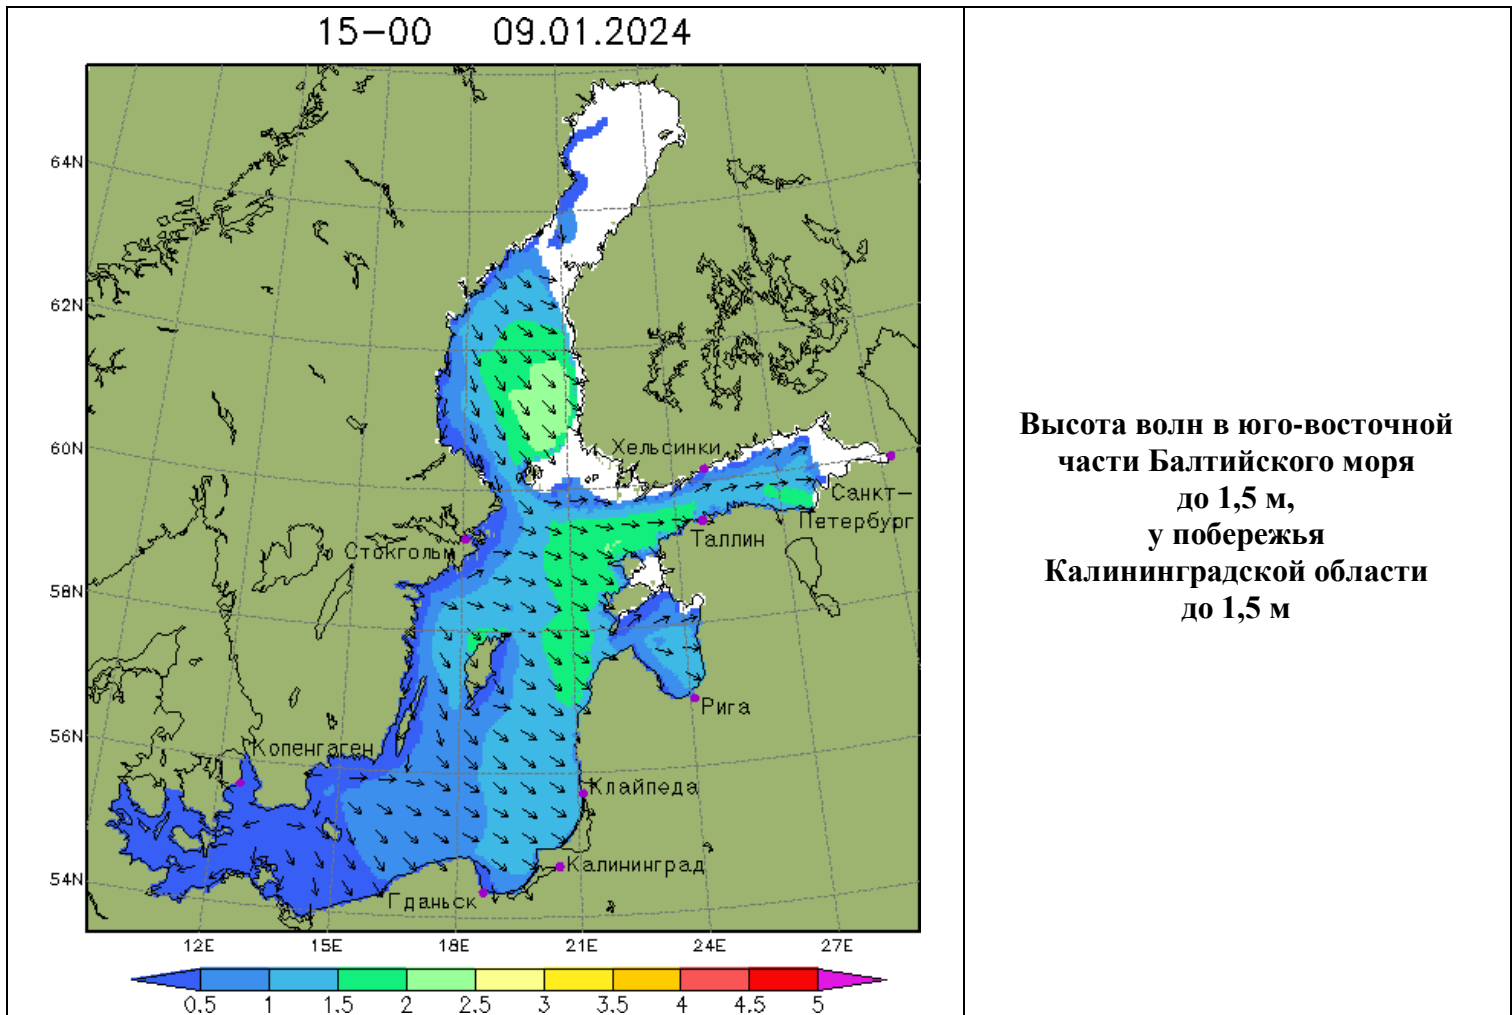 15-00 09.01.2024
64N
62N
60N
58N
56N
54N
Хельсинки
Санкт-
Петербург
Таллин
Стокгольм
Рига
Копенгаген
Клайпеда
Калининград
Гданьск
12E 15E 18E 21E 24E 27E
0,5 1 1,5 2 2,5 3 3,5 4 4,5 5
Высота волн в юго-восточной
части Балтийского моря
до 1,5 м,
у побережья
Калининградской области
до 1,5 м